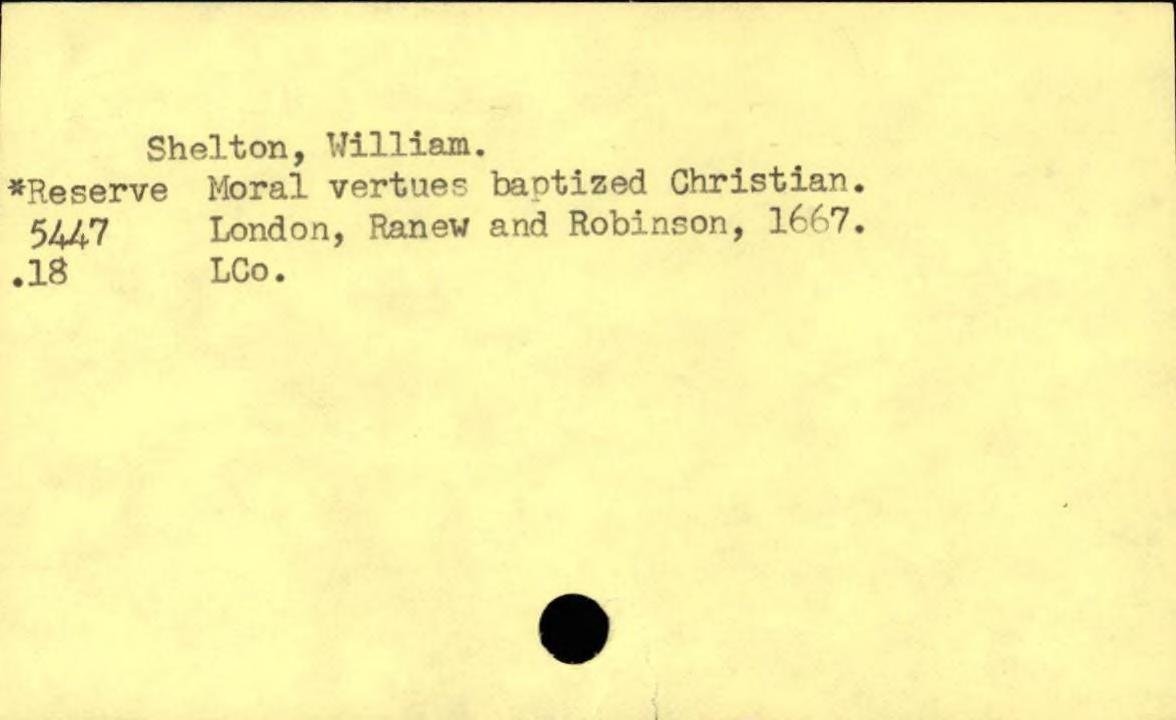 Shelton, William.
*Reserve Moral vertues baptized Christian.
5447 London, Ranew and Robinson, 1667.
.18 LCo.